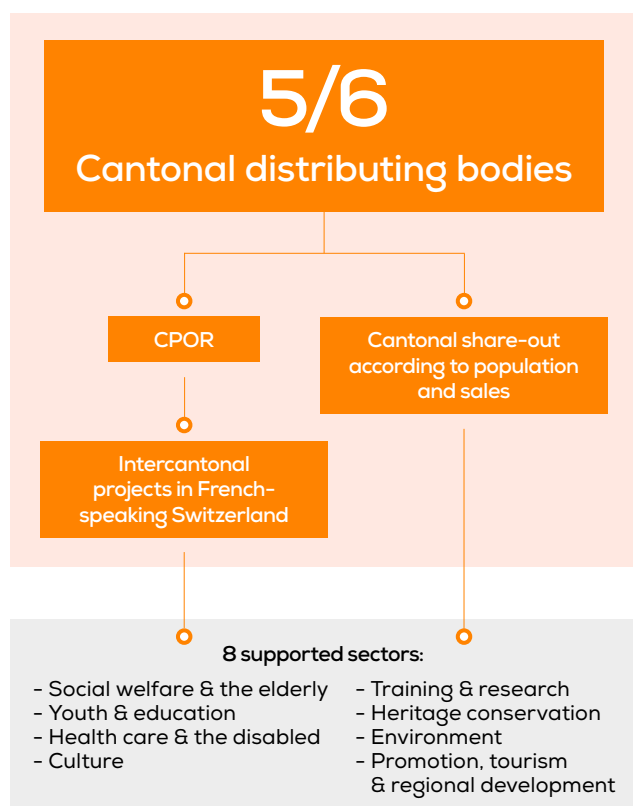 5/6
Cantonal distributing bodies
CPOR
Cantonal share-out
according to population
and sales
Intercantonal
projects in French-
speaking Switzerland
8 supported sectors:
- Social welfare & the elderly
- Youth & education
- Health care & the disabled
- Culture
- Training & research
- Heritage conservation
- Environment
- Promotion, tourism
& regional development